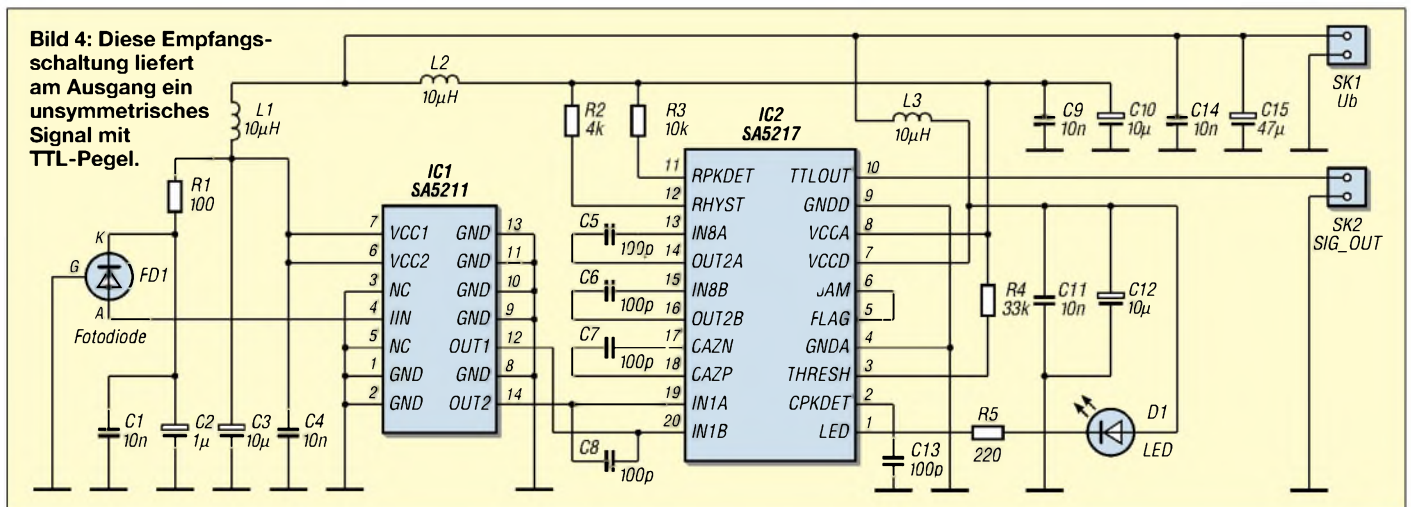 Bild 4: Diese Empfangs-
schaltung liefert
am Ausgang ein
unsymmetrisches
Signal mit
TTL-Pegel.
L1
10µH
L2
10µH
R1
100
K
G
FD1
A
Fotodiode
C1
10n
C2
1µ
C3
10µ
C4
10n
IC1
SA5211
7
VCC1
GND
13
6
VCC2
GND
11
3
NC
GND
10
4
IIN
GND
9
5
NC
OUT1
12
1
GND
GND
8
2
GND
OUT2
14
R2
4k
R3
10k
C5
100p
C6
100p
C7
100p
C8
100p
IC2
SA5217
11
RPKDET
TTLOUT
10
12
RHYST
GNDD
9
13
IN8A
VCCA
8
14
OUT2A
VCCD
7
15
IN8B
JAM
6
16
OUT2B
FLAG
5
17
CAZN
GNDA
4
18
CAZP
THRESH
3
19
IN1A
CPKDET
2
20
IN1B
LED
1
L3
10µH
C9
10n
C10
10µ
C14
10n
C15
47µ
SK1
Ub
SK2
SIG_OUT
R4
33k
C11
10n
C12
10µ
C13
100p
R5
220
D1
LED